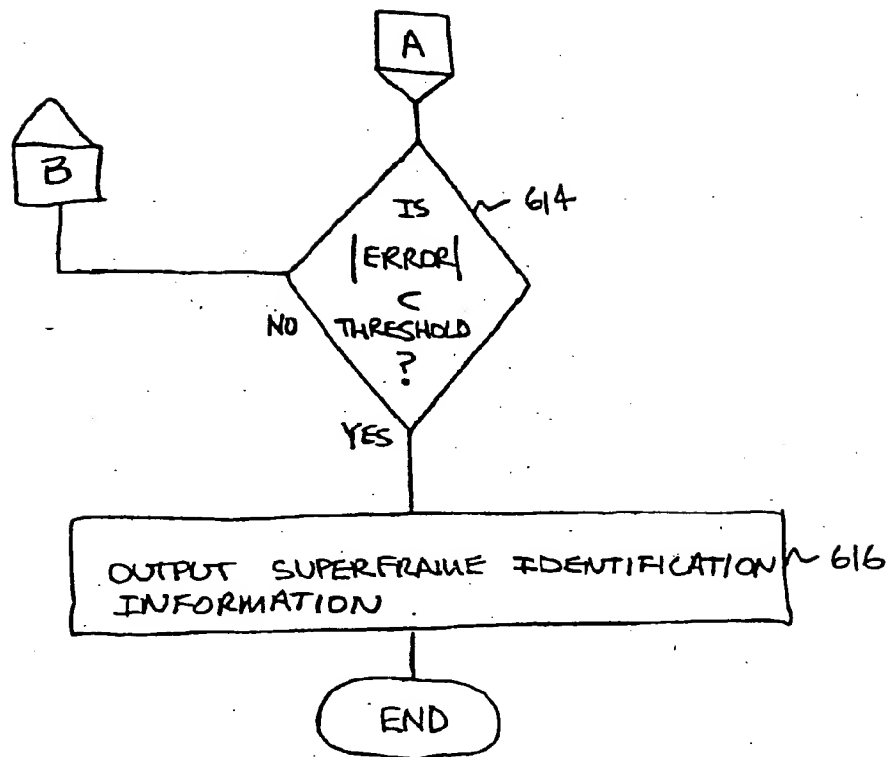 A
B
IS
614
|ERROR|
<
NO
THRESHOLD
?
YES
OUTPUT SUPERFRAME IDENTIFICATION
616
INFORMATION
END